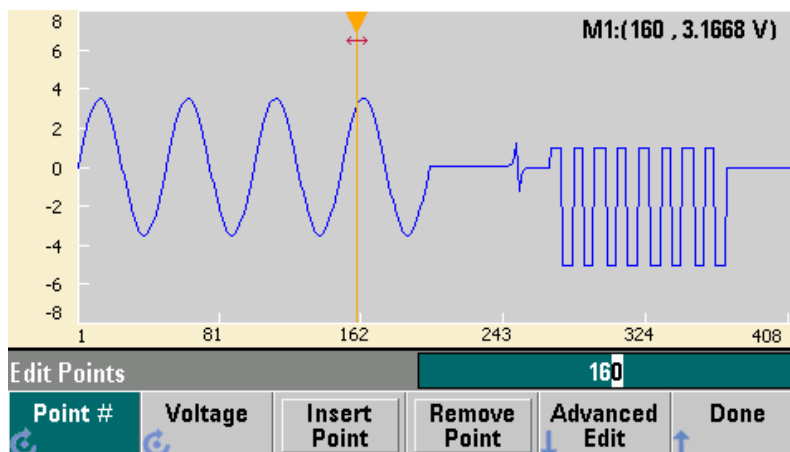 M1:(160 , 3.1668 V)
8
6
4
2
0
-2
-4
-6
-8
1 81 162 243 324 408
Edit Points 160
Point # Voltage Insert Point Remove Point Advanced Edit Done